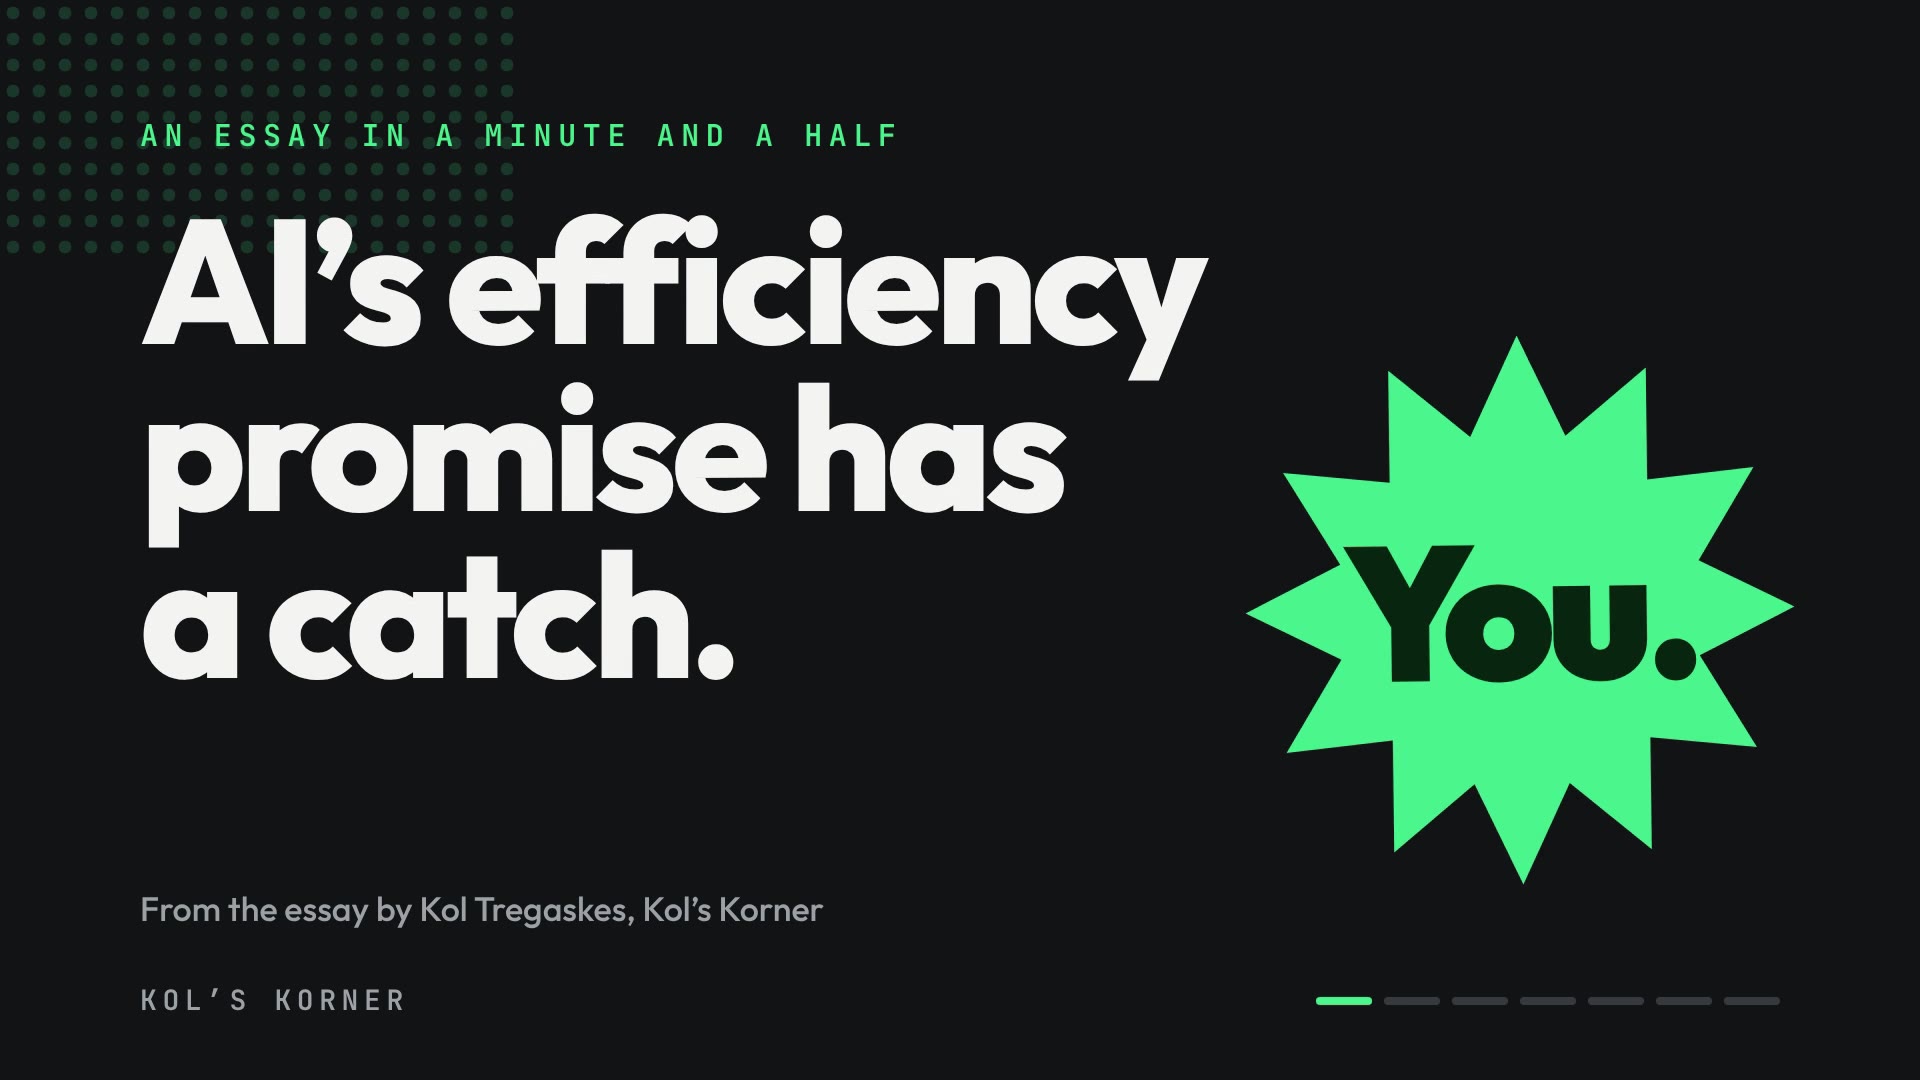 AN ESSAY IN A MINUTE AND A HALF
AI’s efficiency
promise has
a catch.
You.
From the essay by Kol Tregaskes, Kol’s Korner
KOL’S KORNER